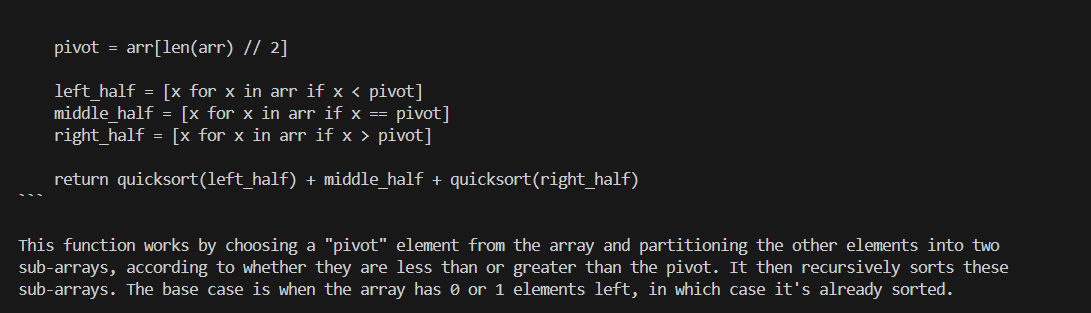 pivot = arr[len(arr) // 2]
left_half = [x for x in arr if x < pivot]
middle_half = [x for x in arr if x == pivot]
right_half = [x for x in arr if x > pivot]
return quicksort(left_half) + middle_half + quicksort(right_half)
```
This function works by choosing a "pivot" element from the array and partitioning the other elements into two
sub-arrays, according to whether they are less than or greater than the pivot. It then recursively sorts these
sub-arrays. The base case is when the array has 0 or 1 elements left, in which case it's already sorted.